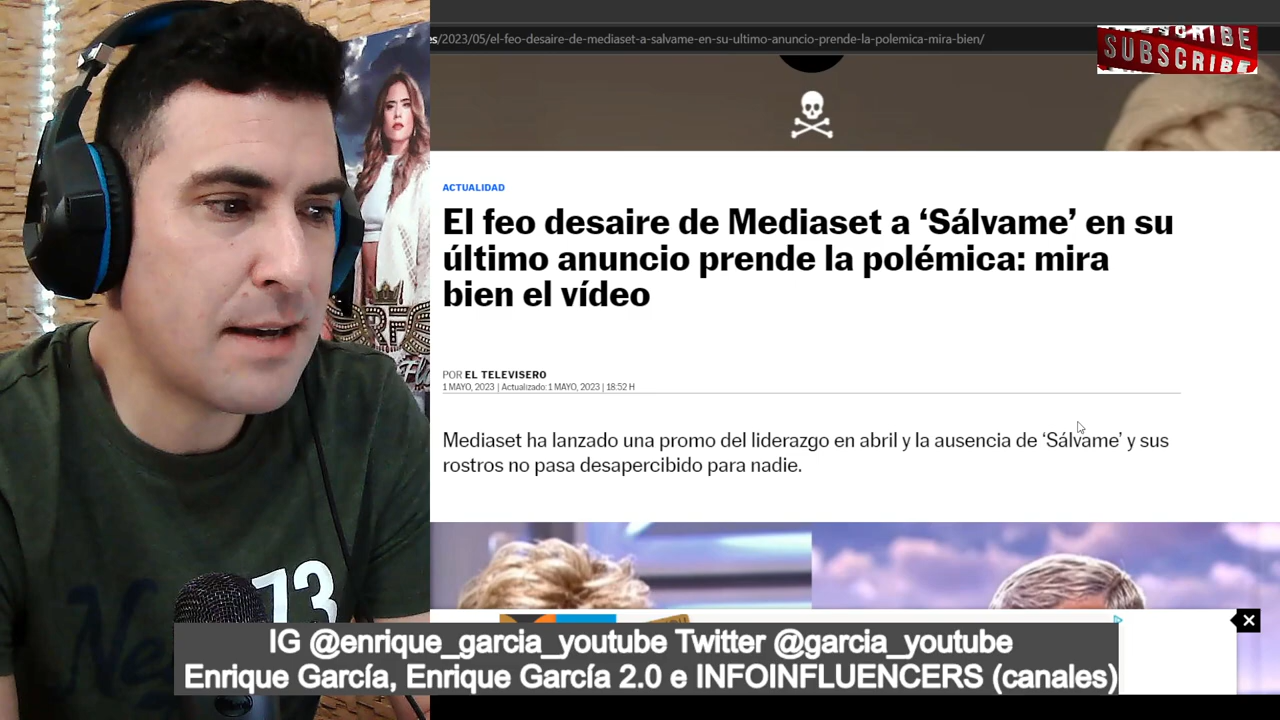 s/2023/05/el-feo-desaire-de-mediaset-a-salvame-en-su-ultimo-anuncio-prende-la-polemica-mira-bien/
SUBSCRIBE
SUBSCRIBE
ACTUALIDAD
El feo desaire de Mediaset a ‘Sálvame’ en su
último anuncio prende la polémica: mira
bien el vídeo
POR EL TELEVISERO
1 MAYO, 2023 | Actualizado: 1 MAYO, 2023 | 18:52 H
Mediaset ha lanzado una promo del liderazgo en abril y la ausencia de ‘Sálvame’ y sus
rostros no pasa desapercibido para nadie.
RF
73
IG @enrique_garcia_youtube Twitter @garcia_youtube
Enrique García, Enrique García 2.0 e INFOINFLUENCERS (canales)